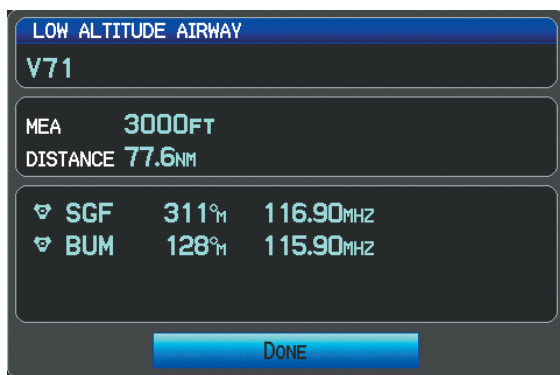 LOW ALTITUDE AIRWAY
V71
MEA 3000FT
DISTANCE 77.6NM
SGF 311°M 116.90MHZ
BUM 128°M 115.90MHZ
DONE